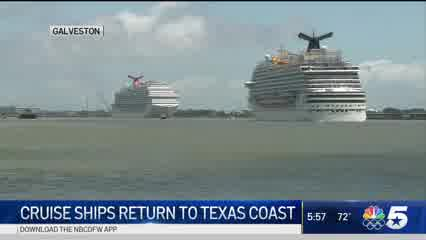 GALVESTON
CRUISE SHIPS RETURN TO TEXAS COAST
5:57 72°
5
DOWNLOAD THE NBCDFW APP